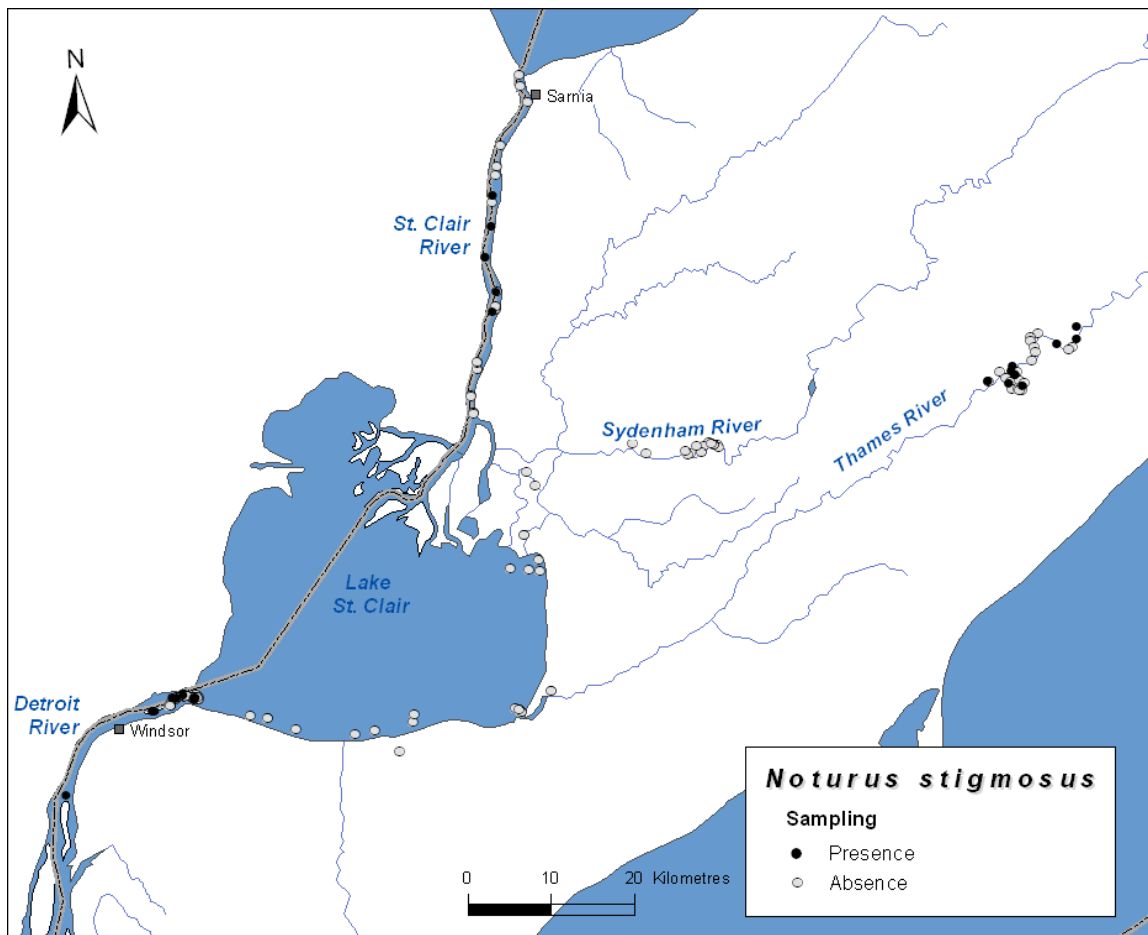 N
Sarnia
St. Clair
River
Sydenham River
Thames River
Lake
St. Clair
Detroit
River
Windsor
Noturus stigmosus
Sampling
Presence
Absence
0 10 20 Kilometres